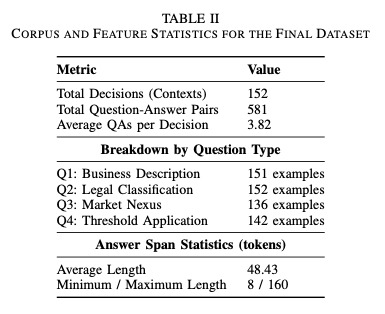 TABLE II
CORPUS AND FEATURE STATISTICS FOR THE FINAL DATASET
Metric Value
Total Decisions (Contexts) 152
Total Question-Answer Pairs 581
Average QAs per Decision 3.82
Breakdown by Question Type
Q1: Business Description 151 examples
Q2: Legal Classification 152 examples
Q3: Market Nexus 136 examples
Q4: Threshold Application 142 examples
Answer Span Statistics (tokens)
Average Length 48.43
Minimum / Maximum Length 8 / 160